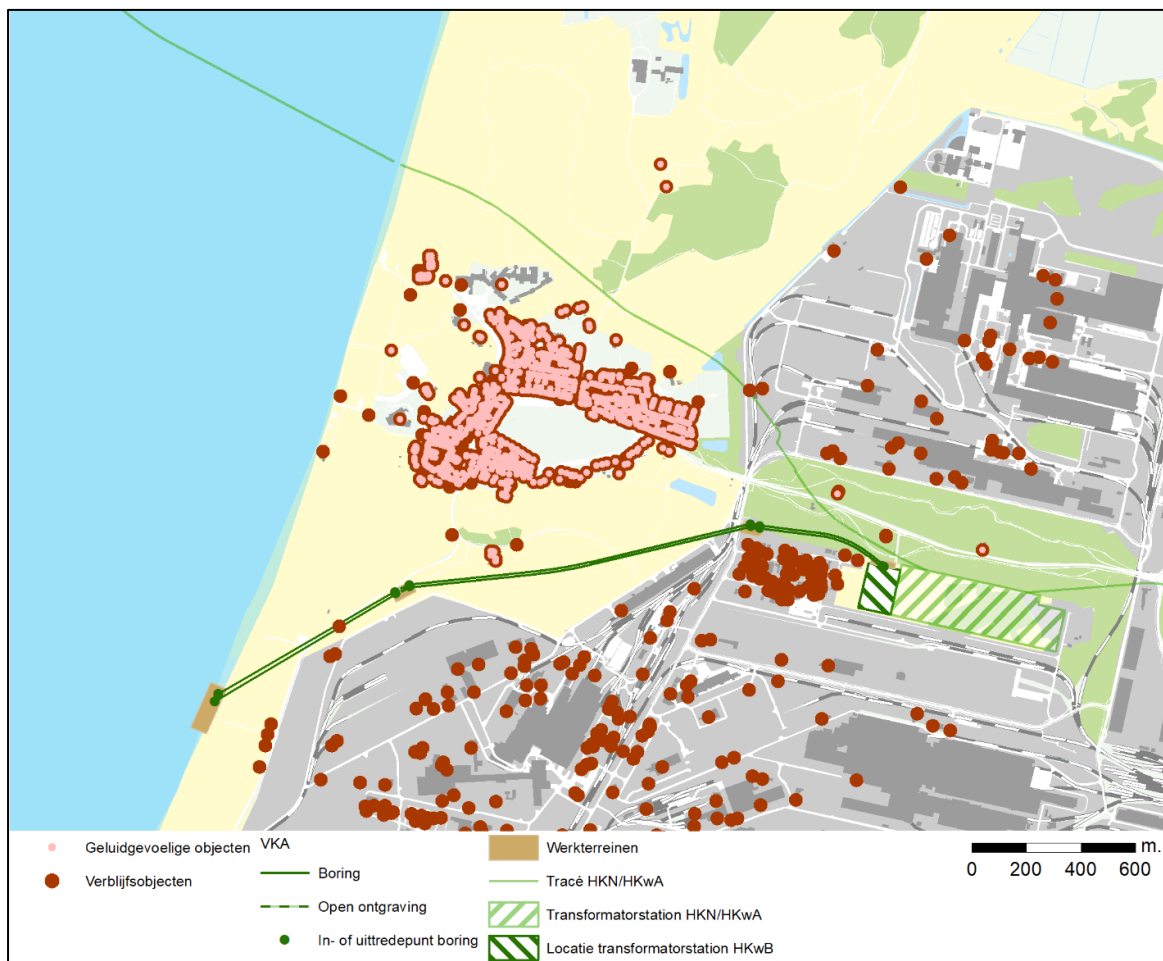 Geluidgevoelige objecten
Verblijfsobjecten
VKA
Boring
Open ontgraving
In- of uittredepunt boring
Werkterreinen
Tracé HKN/HKwA
Transformatorstation HKN/HKwA
Locatie transformatorstation HKwB
m.
0 200 400 600